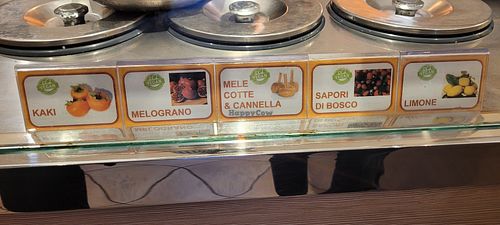 KAKI
MELOGRANO
MELE
COTTE
& CANNELLA
HappyCow
SAPORI
DI BOSCO
LIMONE